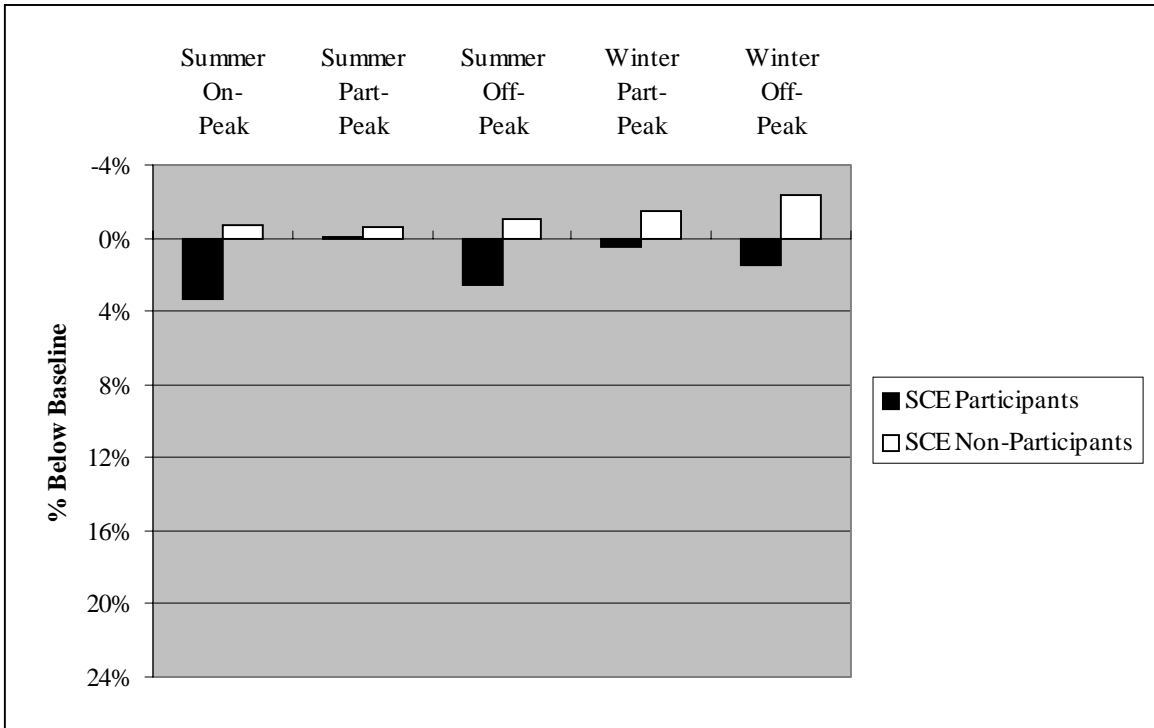 Summer
On-
Peak
Summer
Part-
Peak
Summer
Off-
Peak
Winter
Part-
Peak
Winter
Off-
Peak
-4%
0%
4%
8%
12%
16%
20%
24%
% Below Baseline
SCE Participants
SCE Non-Participants